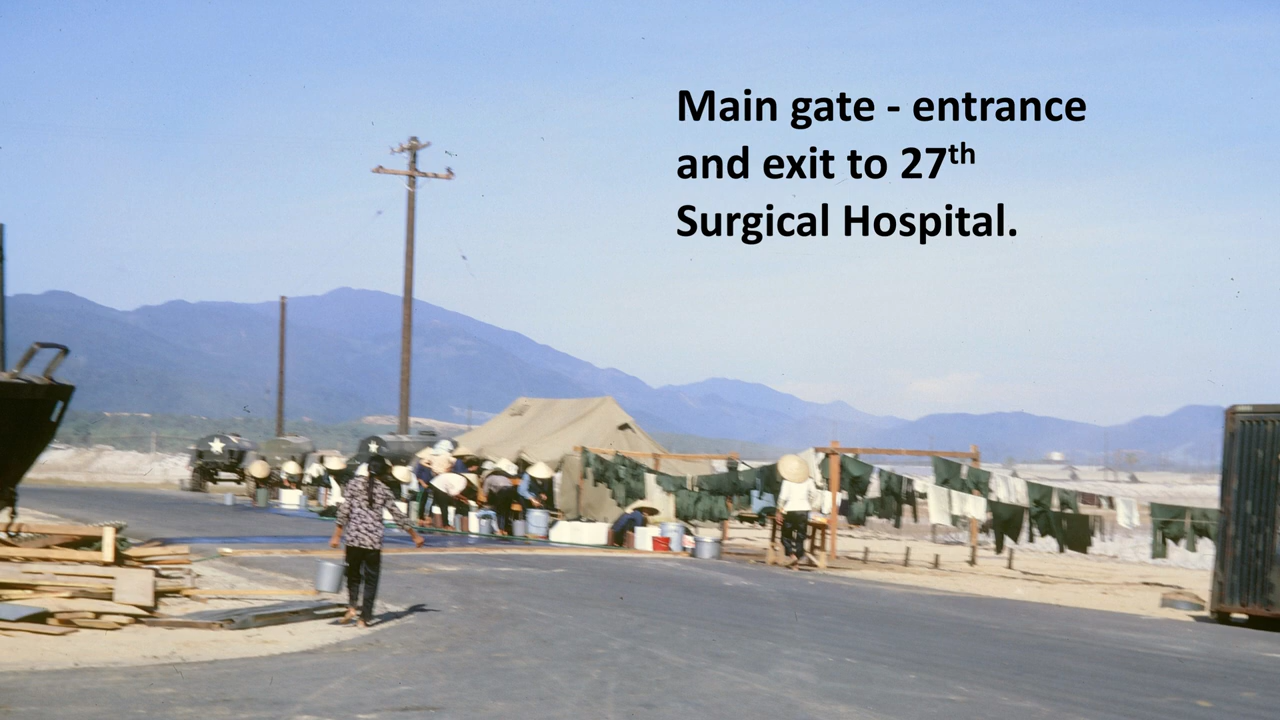 Main gate - entrance
and exit to 27th
Surgical Hospital.